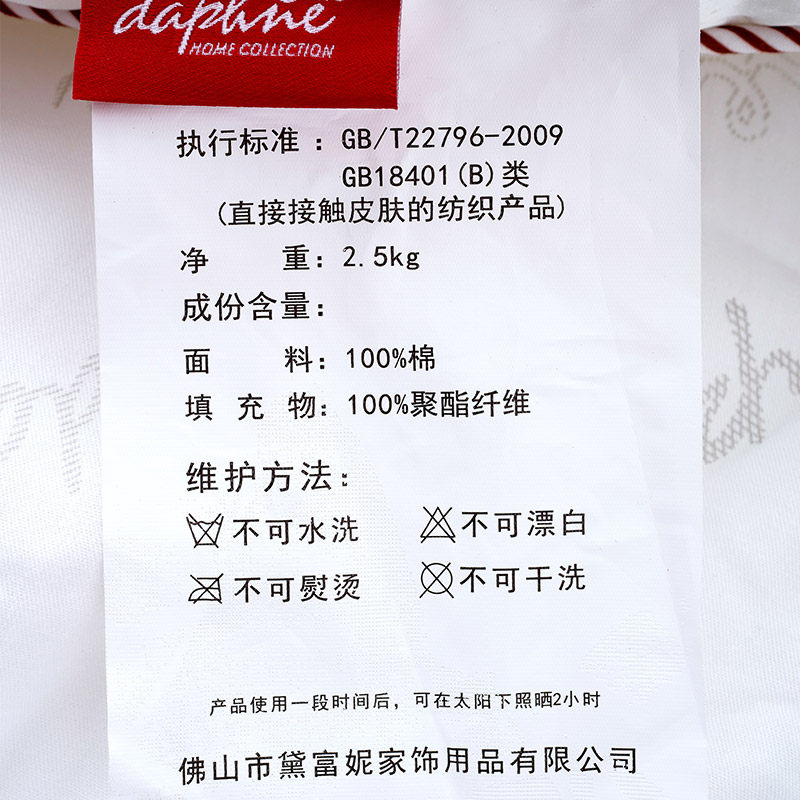 daphne
HOME COLLECTION
执行标准：GB/T22796-2009
GB18401(B)类
(直接接触皮肤的纺织产品)
净 重：2.5kg
成份含量：
面 料：100%棉
填 充 物：100%聚酯纤维
维护方法：
不可水洗 不可漂白
不可熨烫 不可干洗
产品使用一段时间后，可在太阳下照晒2小时
佛山市黛富妮家饰用品有限公司